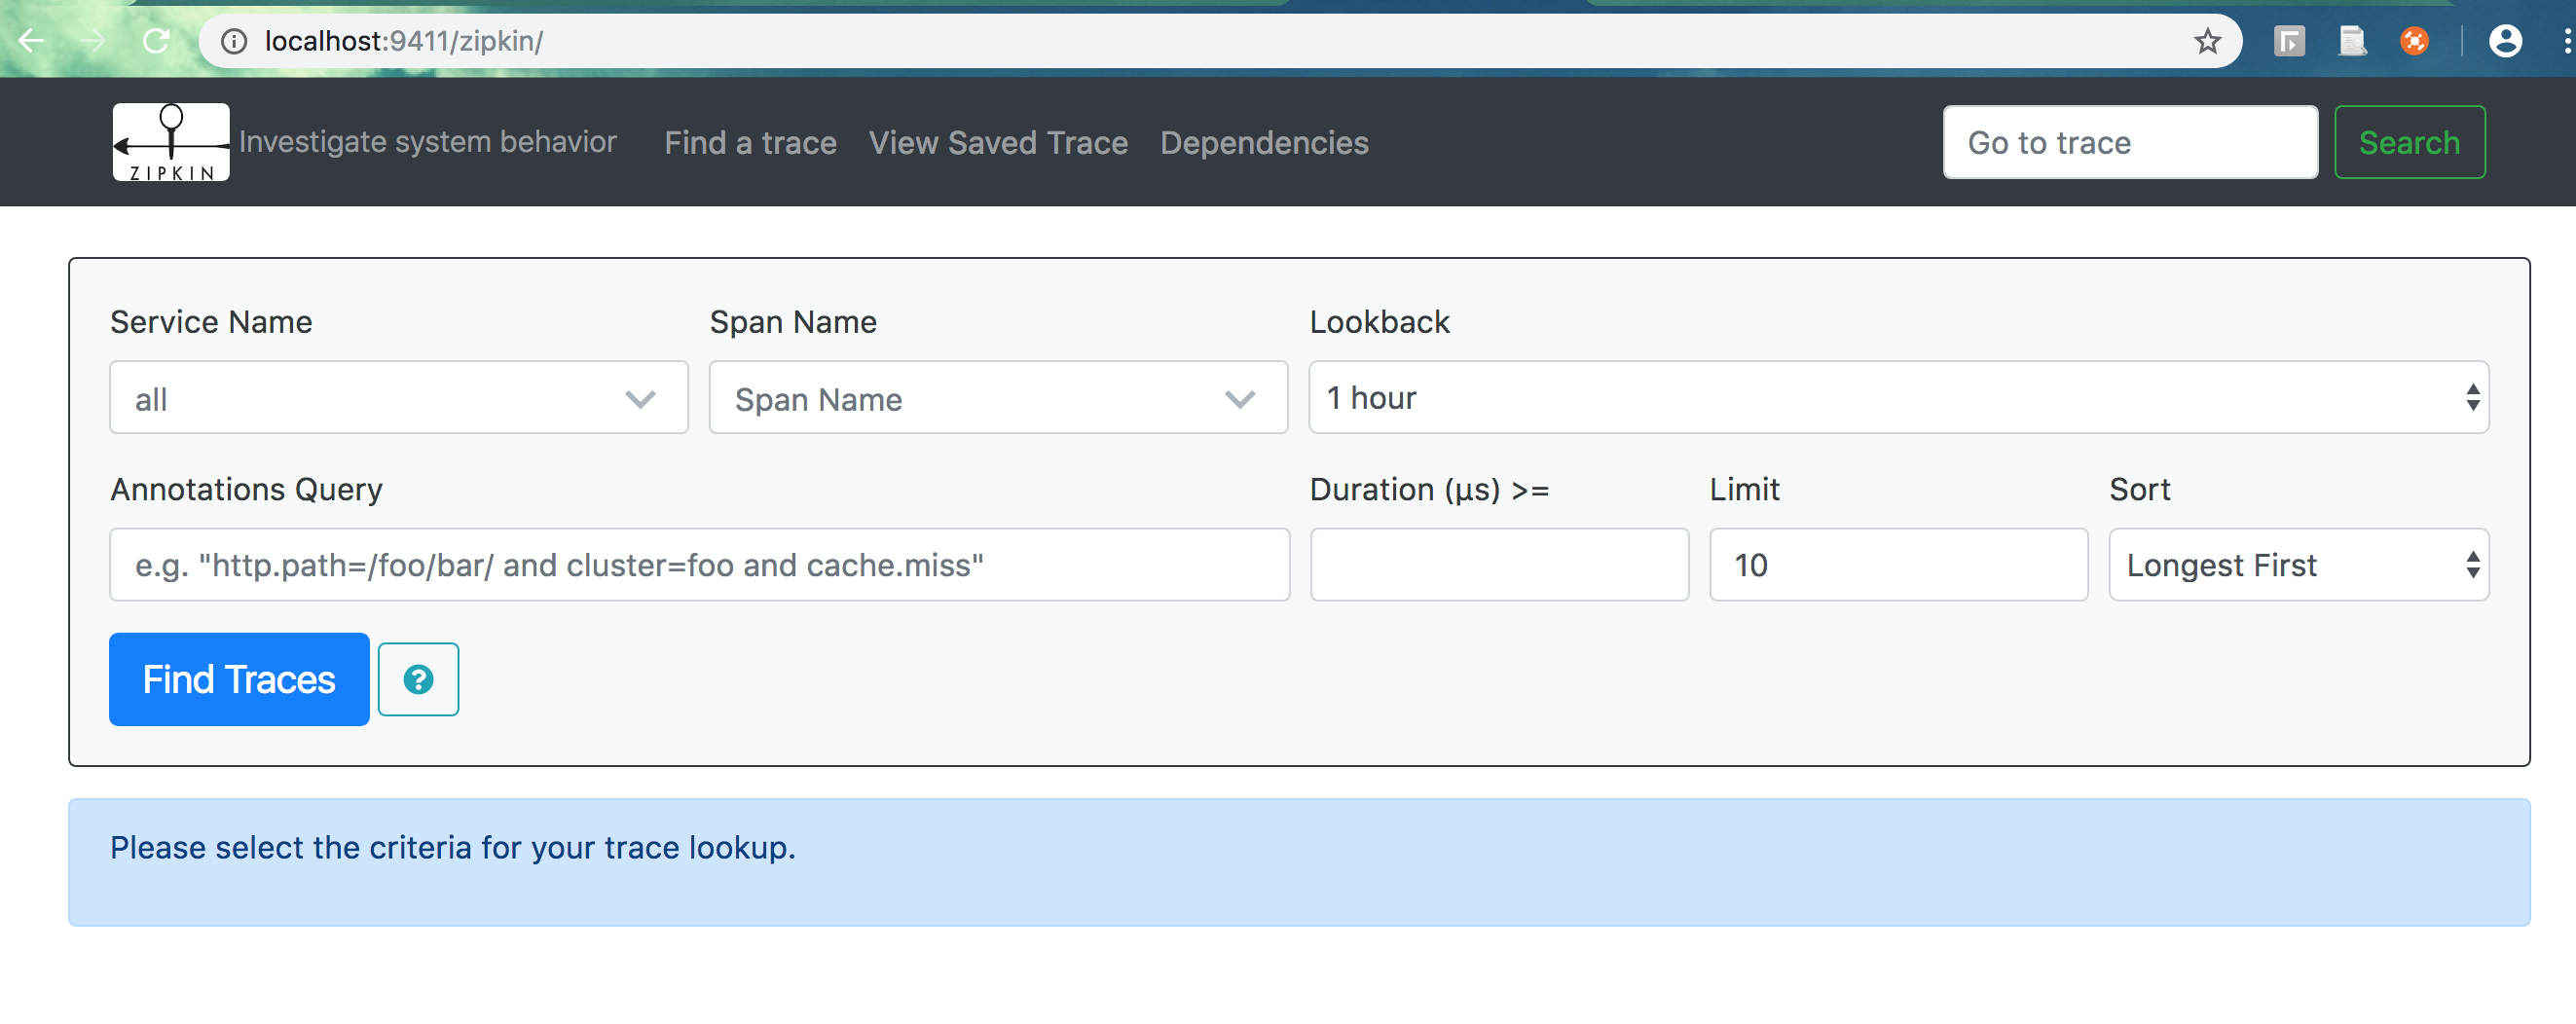 localhost:9411/zipkin/
ZIPKIN
Investigate system behavior
Find a trace
View Saved Trace
Dependencies
Go to trace
Search
Service Name
Span Name
Lookback
all
Span Name
1 hour
Annotations Query
Duration (µs) >=
Limit
Sort
e.g. "http.path=/foo/bar/ and cluster=foo and cache.miss"
10
Longest First
Find Traces
?
Please select the criteria for your trace lookup.